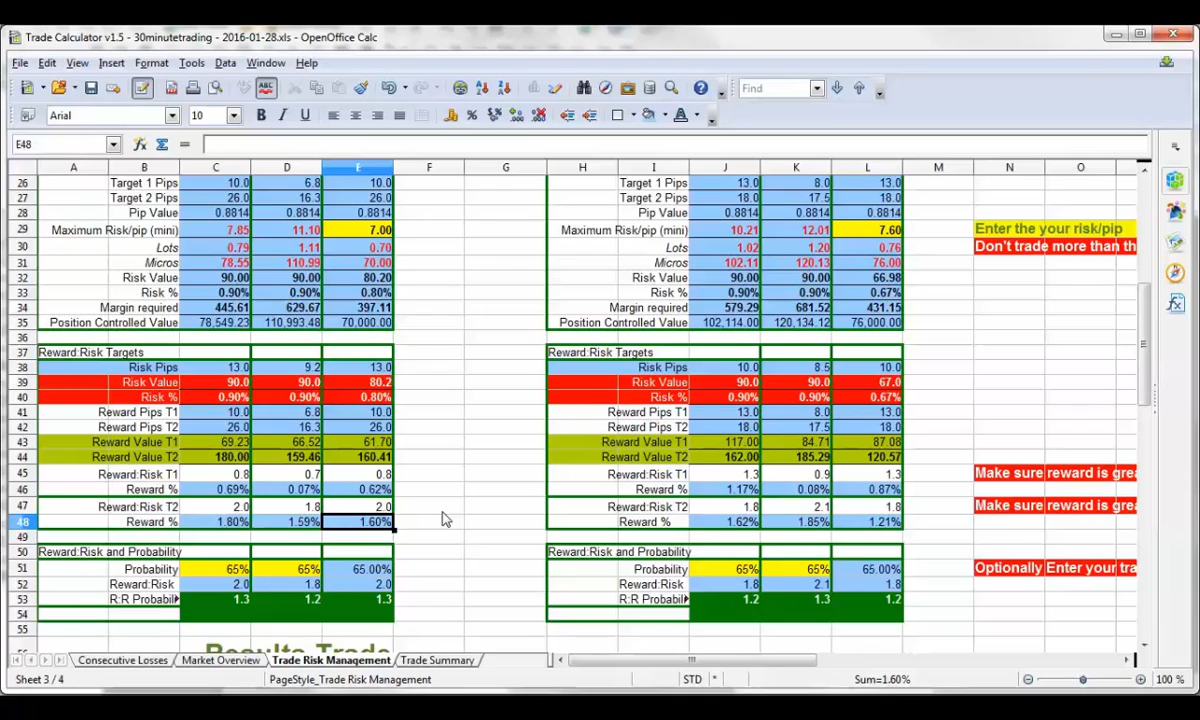 Trade Calculator v1.5 - 30minutetrading - 2016-01-28.xls - OpenOffice Calc
File Edit View Insert Format Tools Data Window Help
ABC Find
Arial 10 B I U A
E48
A B C D E F G H I J K L M N O
26 Target 1 Pips 10.0 6.8 10.0 Target 1 Pips 13.0 8.0 13.0
27 Target 2 Pips 26.0 16.3 26.0 Target 2 Pips 18.0 17.5 18.0
28 Pip Value 0.8814 0.8814 0.8814 Pip Value 0.8814 0.8814 0.8814
29 Maximum Risk/pip (mini) 7.85 11.10 7.00 Maximum Risk/pip (mini) 10.21 12.01 7.60 Enter the your risk/pip
30 Lots 0.79 1.11 0.70 Lots 1.02 1.20 0.76 Don't trade more than th
31 Micros 78.55 110.99 70.00 Micros 102.11 120.13 76.00
32 Risk Value 90.00 90.00 80.20 Risk Value 90.00 90.00 66.98
33 Risk % 0.90% 0.90% 0.80% Risk % 0.90% 0.90% 0.67%
34 Margin required 445.61 629.67 397.11 Margin required 579.29 681.52 431.15
35 Position Controlled Value 78,549.23 110,993.48 70,000.00 Position Controlled Value 102,114.00 120,134.12 76,000.00
36
37 Reward:Risk Targets Reward:Risk Targets
38 Risk Pips 13.0 9.2 13.0 Risk Pips 10.0 8.5 10.0
39 Risk Value 90.0 90.0 80.2 Risk Value 90.0 90.0 67.0
40 Risk % 0.90% 0.90% 0.80% Risk % 0.90% 0.90% 0.67%
41 Reward Pips T1 10.0 6.8 10.0 Reward Pips T1 13.0 8.0 13.0
42 Reward Pips T2 26.0 16.3 26.0 Reward Pips T2 18.0 17.5 18.0
43 Reward Value T1 69.23 66.52 61.70 Reward Value T1 117.00 84.71 87.08
44 Reward Value T2 180.00 159.46 160.41 Reward Value T2 162.00 185.29 120.57
45 Reward:Risk T1 0.8 0.7 0.8 Reward:Risk T1 1.3 0.9 1.3 Make sure reward is grea
46 Reward % 0.69% 0.07% 0.62% Reward % 1.17% 0.08% 0.87%
47 Reward:Risk T2 2.0 1.8 2.0 Reward:Risk T2 1.8 2.1 1.8 Make sure reward is grea
48 Reward % 1.80% 1.59% 1.60% Reward % 1.62% 1.85% 1.21%
49
50 Reward:Risk and Probability Reward:Risk and Probability
51 Probability 65% 65% 65.00% Probability 65% 65% 65.00% Optionally Enter your tra
52 Reward:Risk 2.0 1.8 2.0 Reward:Risk 1.8 2.1 1.8
53 R:R Probabil 1.3 1.2 1.3 R:R Probabil 1.2 1.3 1.2
54
55
Results Trade
Consecutive Losses Market Overview Trade Risk Management Trade Summary
Sheet 3 / 4 PageStyle_Trade Risk Management STD * Sum=1.60% 100 %